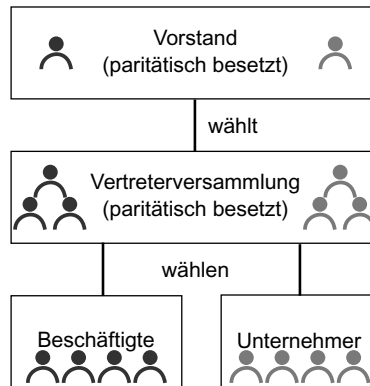 Vorstand
(paritätisch besetzt)
wählt
Vertreterversammlung
(paritätisch besetzt)
wählen
Beschäftigte
Unternehmer